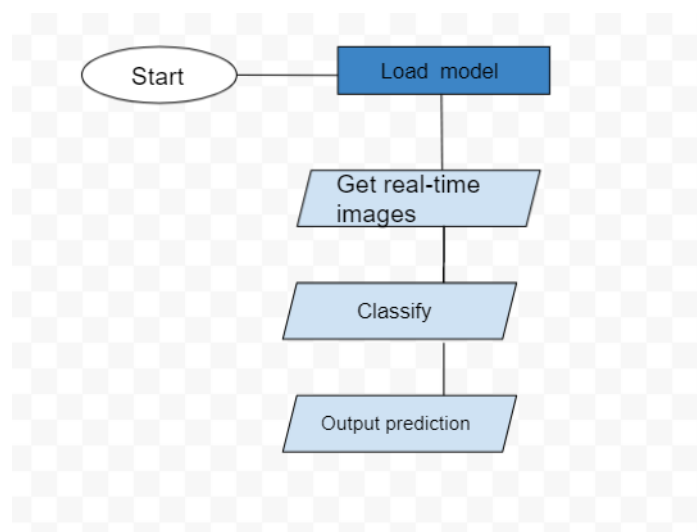 Start
Load model
Get real-time
images
Classify
Output prediction